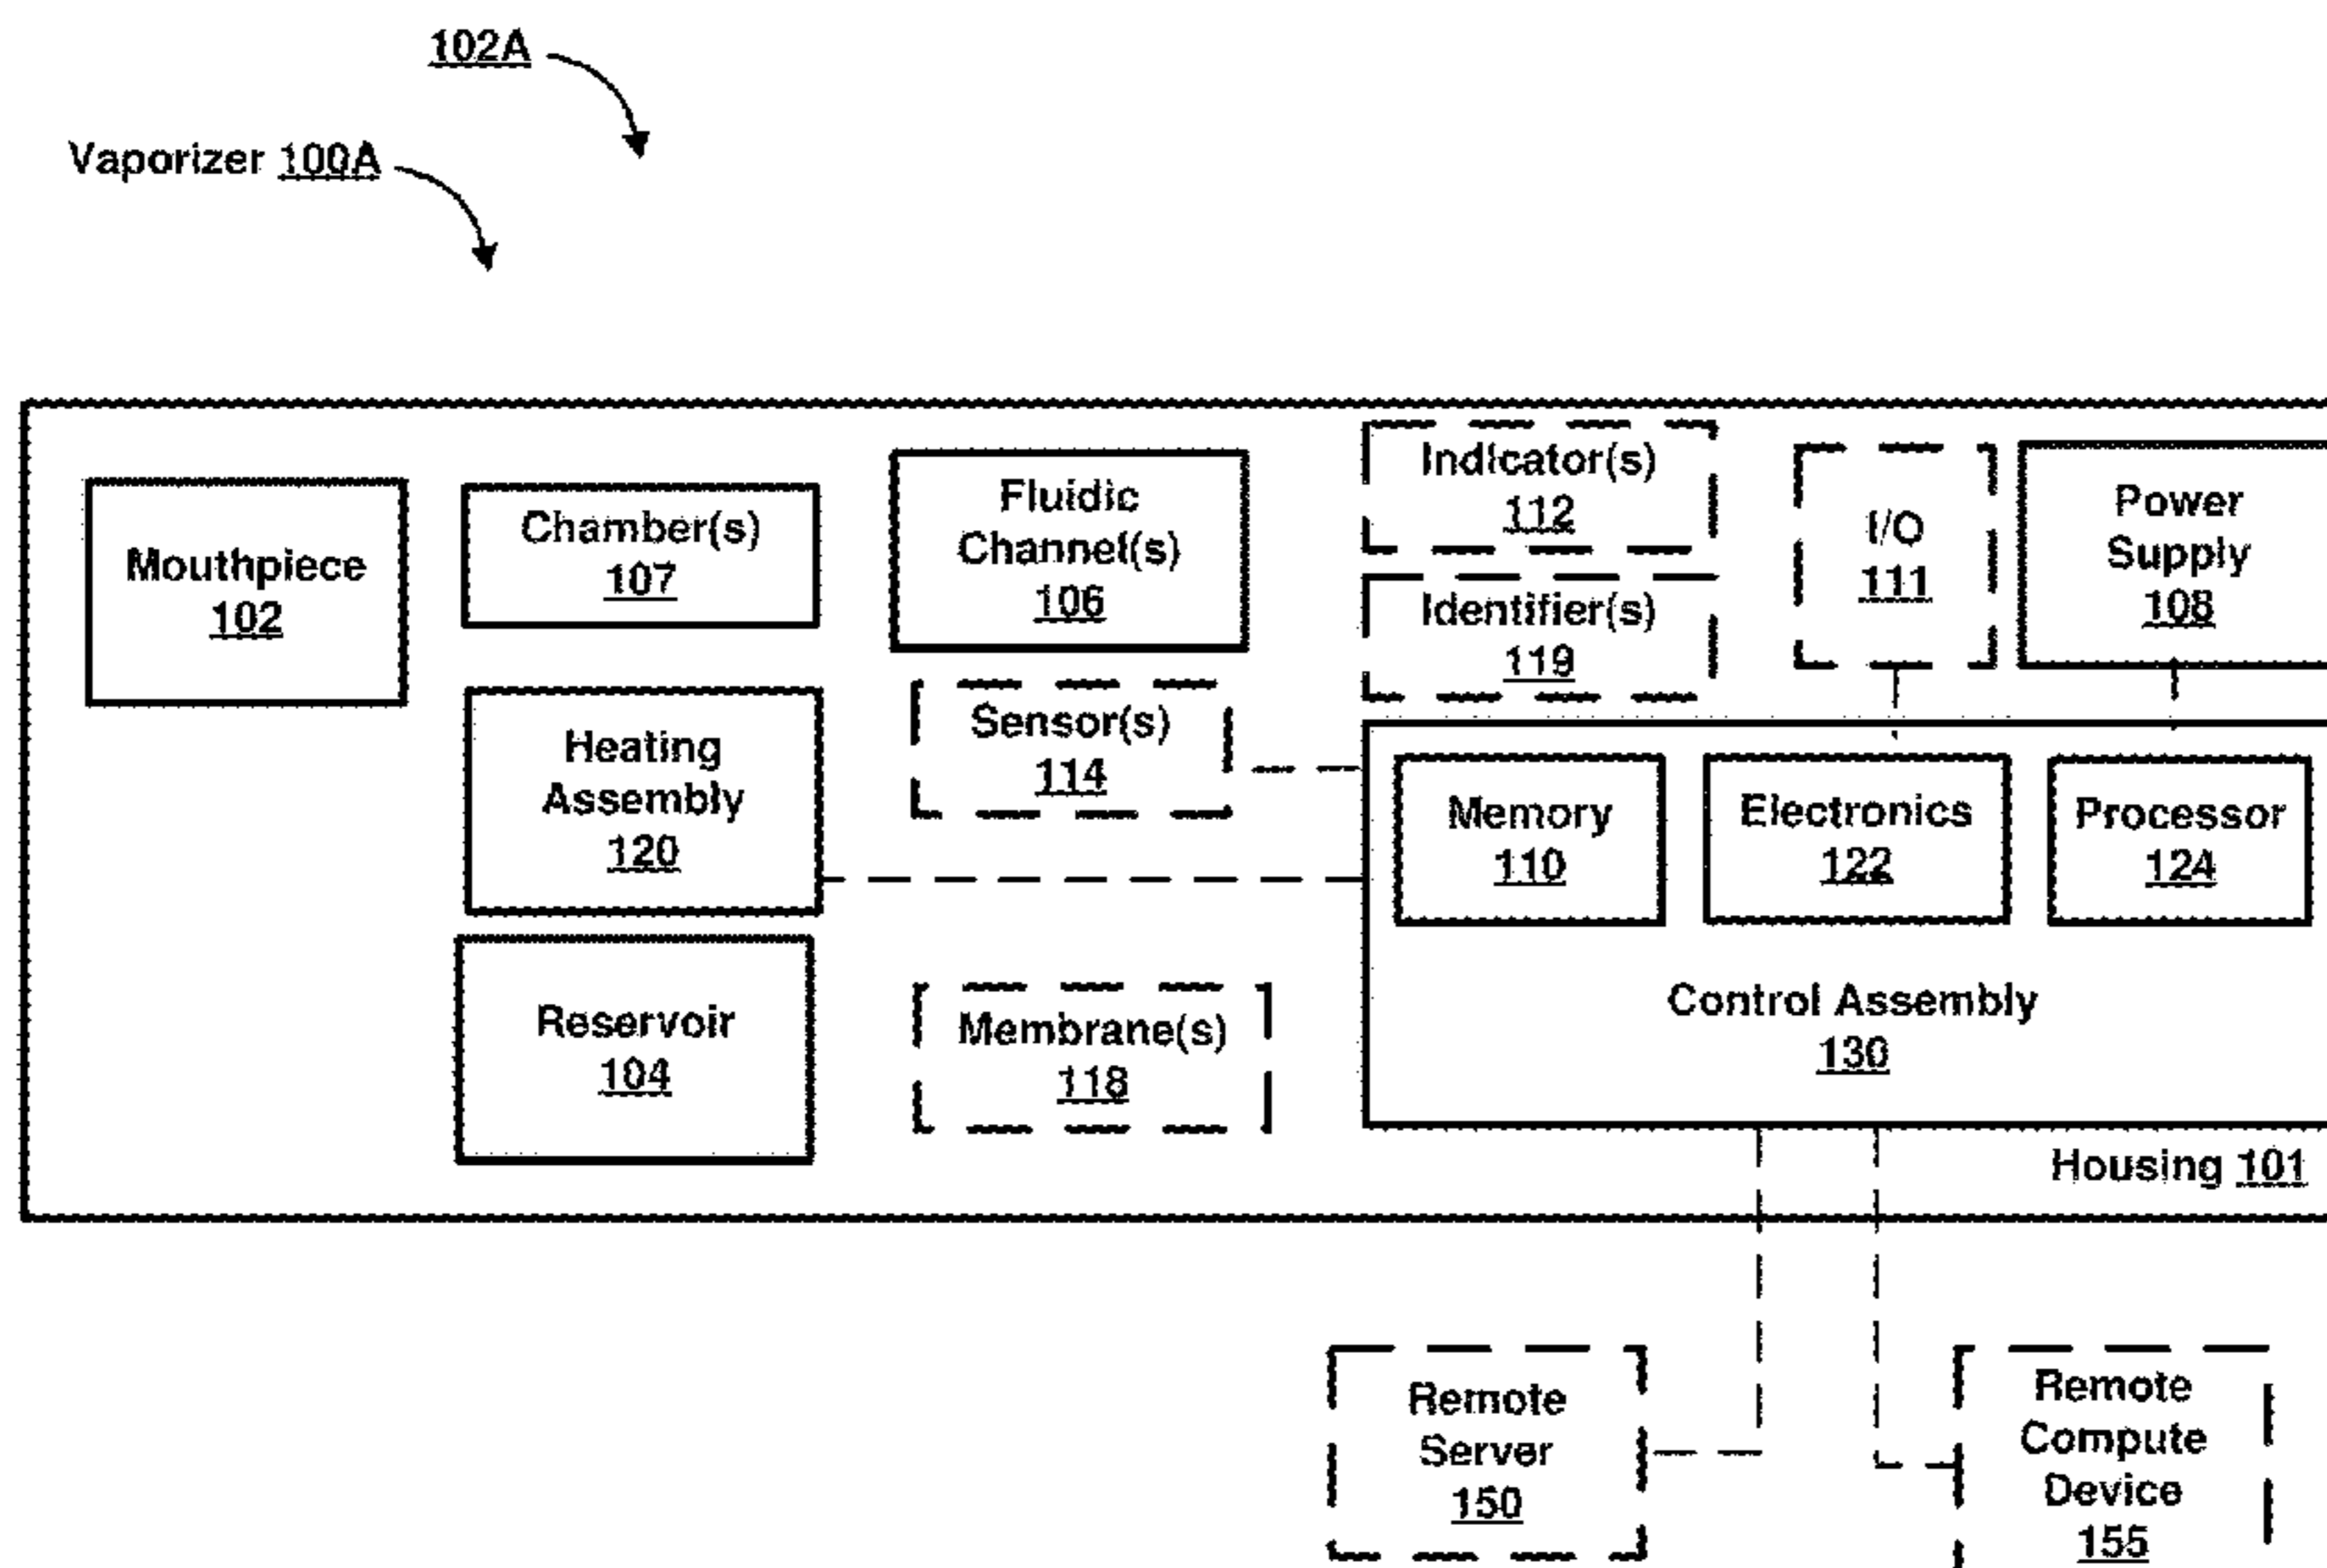 102A
Vaporizer 100A
Mouthpiece
102
Chamber(s)
107
Fluidic
Channel(s)
106
Indicator(s)
112
Identifier(s)
119
I/O
111
Power
Supply
108
Heating
Assembly
120
Sensor(s)
114
Memory
110
Electronics
122
Processor
124
Reservoir
104
Membrane(s)
118
Control Assembly
130
Housing 101
Remote
Server
150
Remote
Compute
Device
155